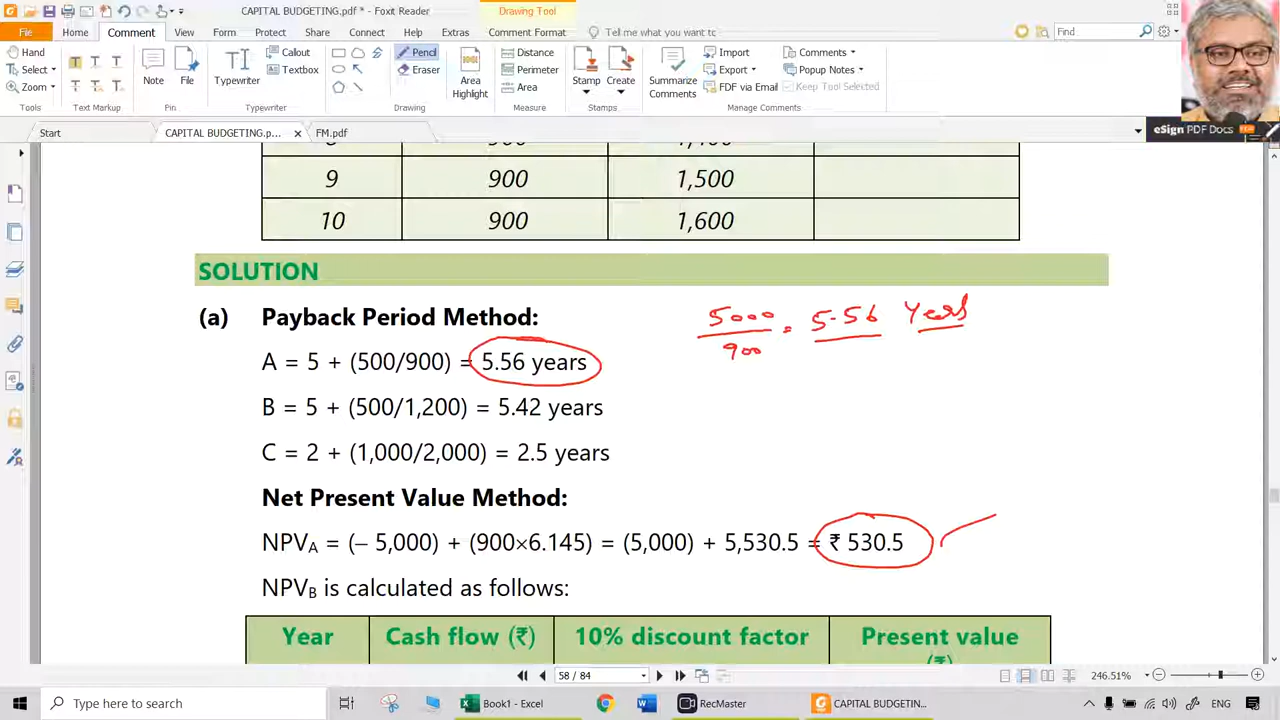 CAPITAL BUDGETING.pdf * - Foxit Reader
Drawing Tool
File Home Comment View Form Protect Share Connect Help Extras Comment Format Tell me what you want tc Find
Hand
Select
Zoom
Tools
Text Markup
Note
File
Pin
Typewriter
Callout
Textbox
Typewriter
Pencil
Eraser
Drawing
Area Highlight
Distance
Perimeter
Area
Measure
Stamp
Create
Stamps
Summarize Comments
Import
Export
FDF via Email
Comments
Popup Notes
Keep Tool Selected
Manage Comments
Start CAPITAL BUDGETING.p... FM.pdf
eSign PDF Docs
9 900 1,500
10 900 1,600
SOLUTION
(a) Payback Period Method:
5000 / 900 = 5.56 Years
A = 5 + (500/900) = 5.56 years
B = 5 + (500/1,200) = 5.42 years
C = 2 + (1,000/2,000) = 2.5 years
Net Present Value Method:
NPVA = (– 5,000) + (900×6.145) = (5,000) + 5,530.5 = ₹ 530.5
NPVB is calculated as follows:
Year Cash flow (₹) 10% discount factor Present value
58 / 84 246.51%
Type here to search Book1 - Excel RecMaster CAPITAL BUDGETIN... ENG